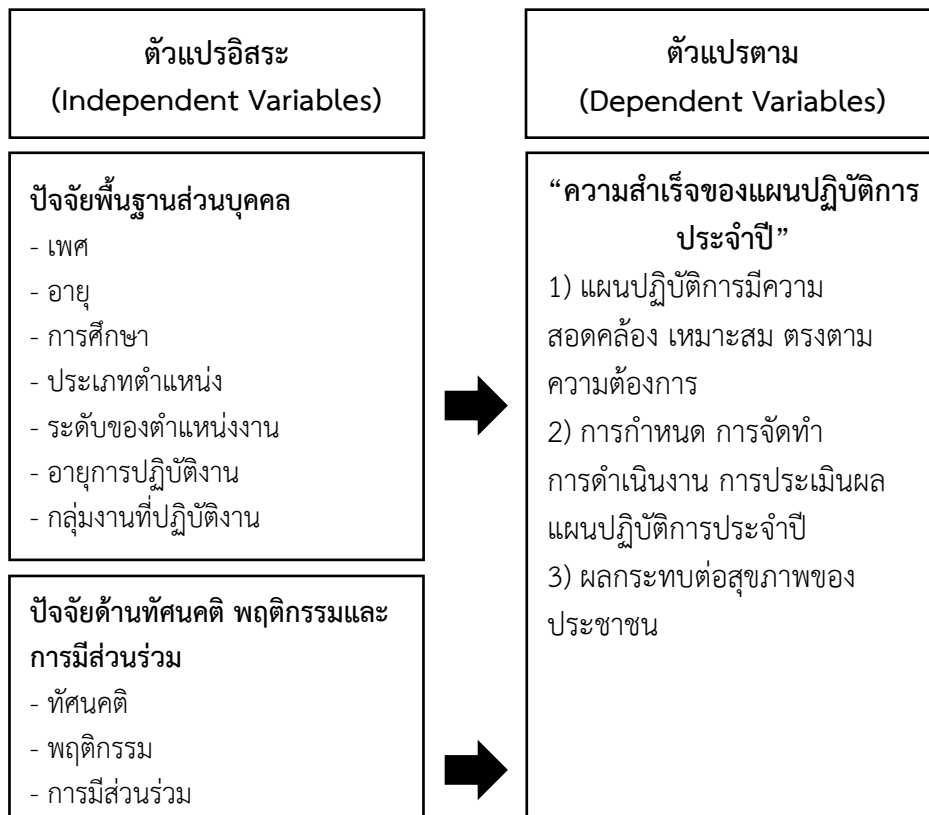 ตัวแปรอิสระ
(Independent Variables)
ปัจจัยพื้นฐานส่วนบุคคล
- เพศ
- อายุ
- การศึกษา
- ประเภทตำแหน่ง
- ระดับของตำแหน่งงาน
- อายุการปฏิบัติงาน
- กลุ่มงานที่ปฏิบัติงาน
ปัจจัยด้านทัศนคติ พฤติกรรมและ
การมีส่วนร่วม
- ทัศนคติ
- พฤติกรรม
- การมีส่วนร่วม
ตัวแปรตาม
(Dependent Variables)
“ความสำเร็จของแผนปฏิบัติการ
ประจำปี”
1) แผนปฏิบัติการมีความ
สอดคล้อง เหมาะสม ตรงตาม
ความต้องการ
2) การกำหนด การจัดทำ
การดำเนินงาน การประเมินผล
แผนปฏิบัติการประจำปี
3) ผลกระทบต่อสุขภาพของ
ประชาชน